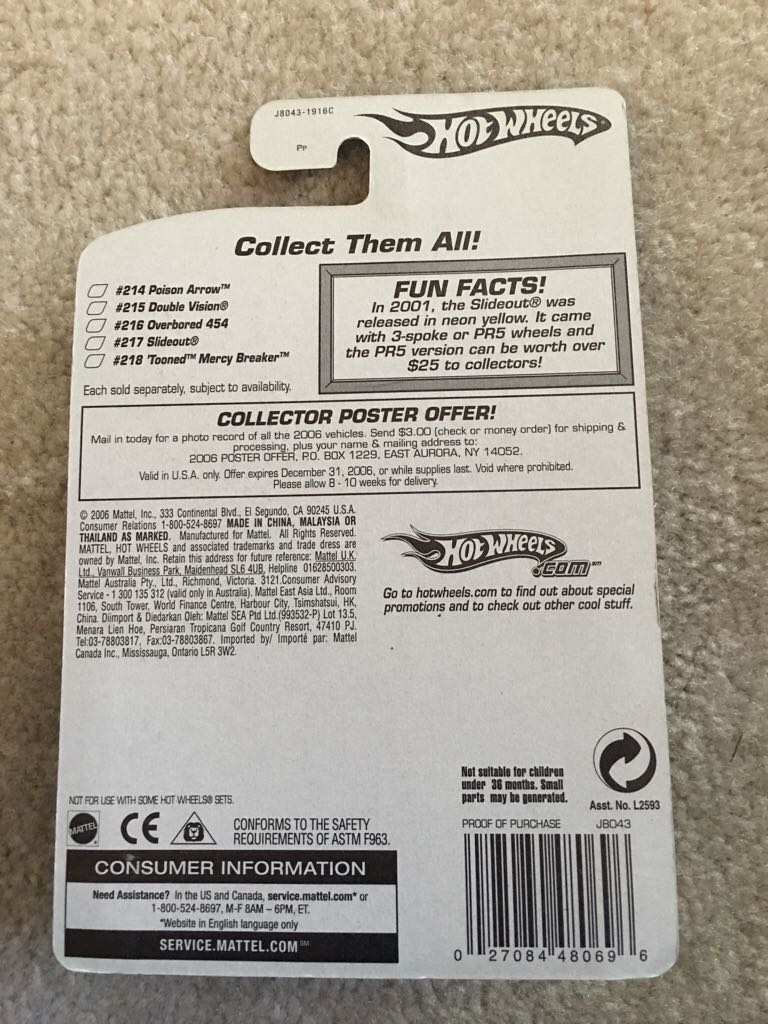 J8043-1916C
Pp
HOT WHEELS
Collect Them All!
#214 Poison Arrow™
#215 Double Vision®
#216 Overbored 454
#217 Slideout®
#218 'Tooned™ Mercy Breaker™
Each sold separately, subject to availability.
FUN FACTS!
In 2001, the Slideout® was
released in neon yellow. It came
with 3-spoke or PR5 wheels and
the PR5 version can be worth over
$25 to collectors!
COLLECTOR POSTER OFFER!
Mail in today for a photo record of all the 2006 vehicles. Send $3.00 (check or money order) for shipping &
processing, plus your name & mailing address to:
2006 POSTER OFFER, P.O. BOX 1229, EAST AURORA, NY 14052.
Valid in U.S.A. only. Offer expires December 31, 2006, or while supplies last. Void where prohibited.
Please allow 8 - 10 weeks for delivery.
© 2006 Mattel, Inc., 333 Continental Blvd., El Segundo, CA 90245 U.S.A.
Consumer Relations 1-800-524-8697 MADE IN CHINA, MALAYSIA OR
THAILAND AS MARKED. Manufactured for Mattel. All Rights Reserved.
MATTEL, HOT WHEELS and associated trademarks and trade dress are
owned by Mattel, Inc. Retain this address for future reference: Mattel U.K.
Ltd., Vanwall Business Park, Maidenhead SL6 4UB. Helpline 01628500303.
Mattel Australia Pty., Ltd., Richmond, Victoria. 3121.Consumer Advisory
Service - 1 300 135 312 (valid only in Australia). Mattel East Asia Ltd., Room
1106, South Tower, World Finance Centre, Harbour City, Tsimshatsui, HK,
China. Diimport & Diedarkan Oleh: Mattel SEA Ptd Ltd.(993532-P) Lot 13.5,
Menara Lien Hoe, Persiaran Tropicana Golf Country Resort, 47410 PJ.
Tel:03-78803817, Fax:03-78803867. Imported by/ Importé par: Mattel
Canada Inc., Mississauga, Ontario L5R 3W2.
HOT WHEELS
.COM℠
Go to hotwheels.com to find out about special
promotions and to check out other cool stuff.
Not suitable for children
under 36 months. Small
parts may be generated.
Asst. No. L2593
NOT FOR USE WITH SOME HOT WHEELS® SETS.
MATTEL
CE
CONFORMS TO THE SAFETY
REQUIREMENTS OF ASTM F963.
CONSUMER INFORMATION
Need Assistance? In the US and Canada, service.mattel.com* or
1-800-524-8697, M-F 8AM – 6PM, ET.
*Website in English language only
SERVICE.MATTEL.COM℠
PROOF OF PURCHASE J8043
0 27084 48069 6